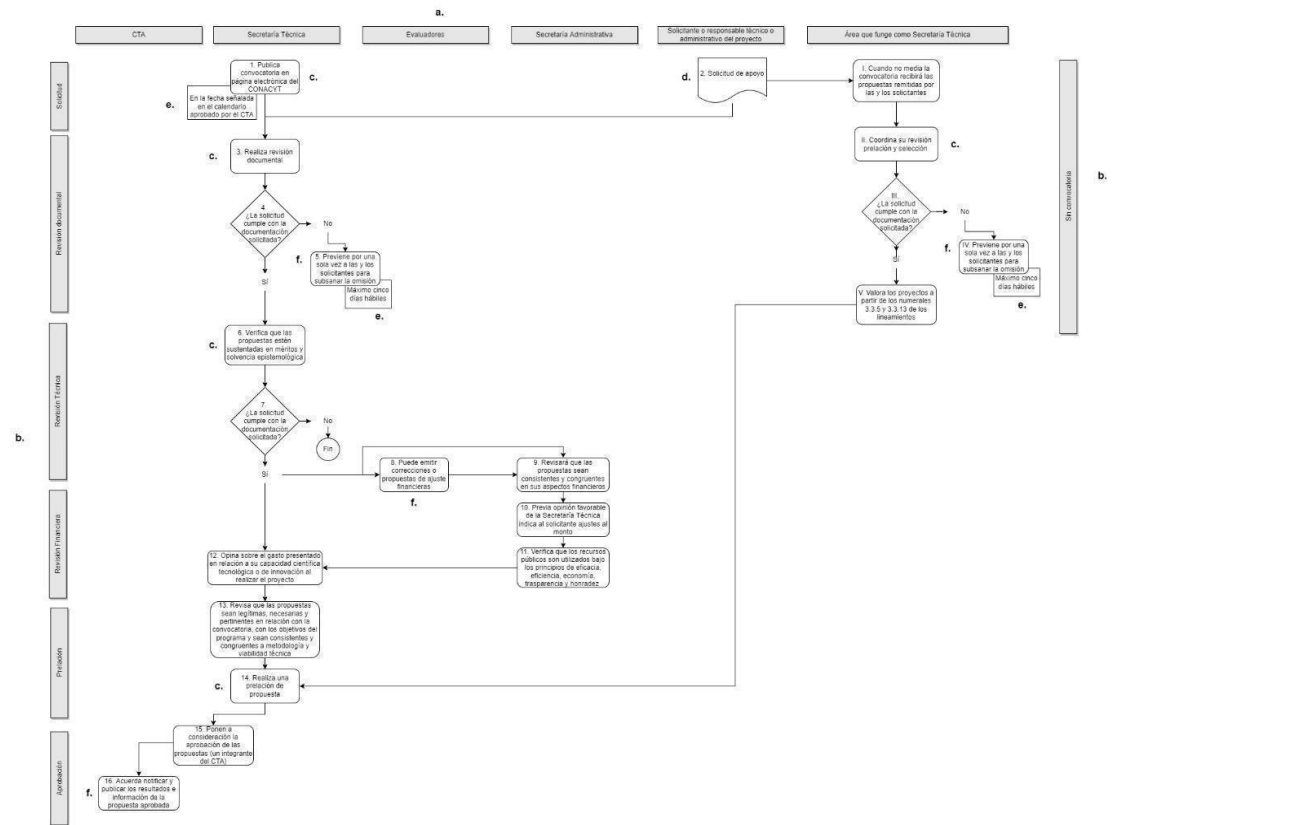 a.
CTA
Secretaría Técnica
Evaluadores
Secretaría Administrativa
Solicitante o responsable técnico o
administrativo del proyecto
Área que funge como Secretaría Técnica
Solicitud
1. Publica
convocatoria en
página electrónica del
CONACYT
c.
e.
En la fecha señalada
en el calendario
aprobado por el CTA
d.
2. Solicitud de apoyo
I. Cuando no media la
convocatoria recibirá las
propuestas remitidas por
las y los solicitantes
II. Coordina su revisión
prelación y selección
c.
Sin convocatoria
b.
Revisión documental
c.
3. Realiza revisión
documental
4.
¿La solicitud
cumple con la
documentación
solicitada?
No
Sí
f.
5. Previene por una
sola vez a las y los
solicitantes para
subsanar la omisión
Máximo cinco
días hábiles
e.
III.
¿La solicitud
cumple con la
documentación
solicitada?
No
Sí
f.
IV. Previene por una
sola vez a las y los
solicitantes para
subsanar la omisión
Máximo cinco
días hábiles
e.
V. Valora los proyectos a
partir de los numerales
3.3.5 y 3.3.13 de los
lineamientos
b.
Revisión Técnica
c.
6. Verifica que las
propuestas estén
sustentadas en méritos y
solvencia epistemológica
7.
¿La solicitud
cumple con la
documentación
solicitada?
No
Fin
Sí
8. Puede emitir
correcciones o
propuestas de ajuste
financieras
f.
9. Revisará que las
propuestas sean
consistentes y congruentes
en sus aspectos financieros
Revisión Financiera
10. Previa opinión favorable
de la Secretaría Técnica
indica al solicitante ajustes al
monto
11. Verifica que los recursos
públicos son utilizados bajo
los principios de eficacia,
eficiencia, economía,
trasparencia y honradez
12. Opina sobre el gasto presentado
en relación a su capacidad científica
tecnológica o de innovación al
realizar el proyecto
Prelación
13. Revisa que las propuestas
sean legítimas, necesarias y
pertinentes en relación con la
convocatoria, con los objetivos del
programa y sean consistentes y
congruentes a metodología y
viabilidad técnica
c.
14. Realiza una
prelación de
propuesta
Aprobación
15. Ponen a
consideración la
aprobación de las
propuestas (un integrante
del CTA)
f.
16. Acuerda notificar y
publicar los resultados e
información de la
propuesta aprobada